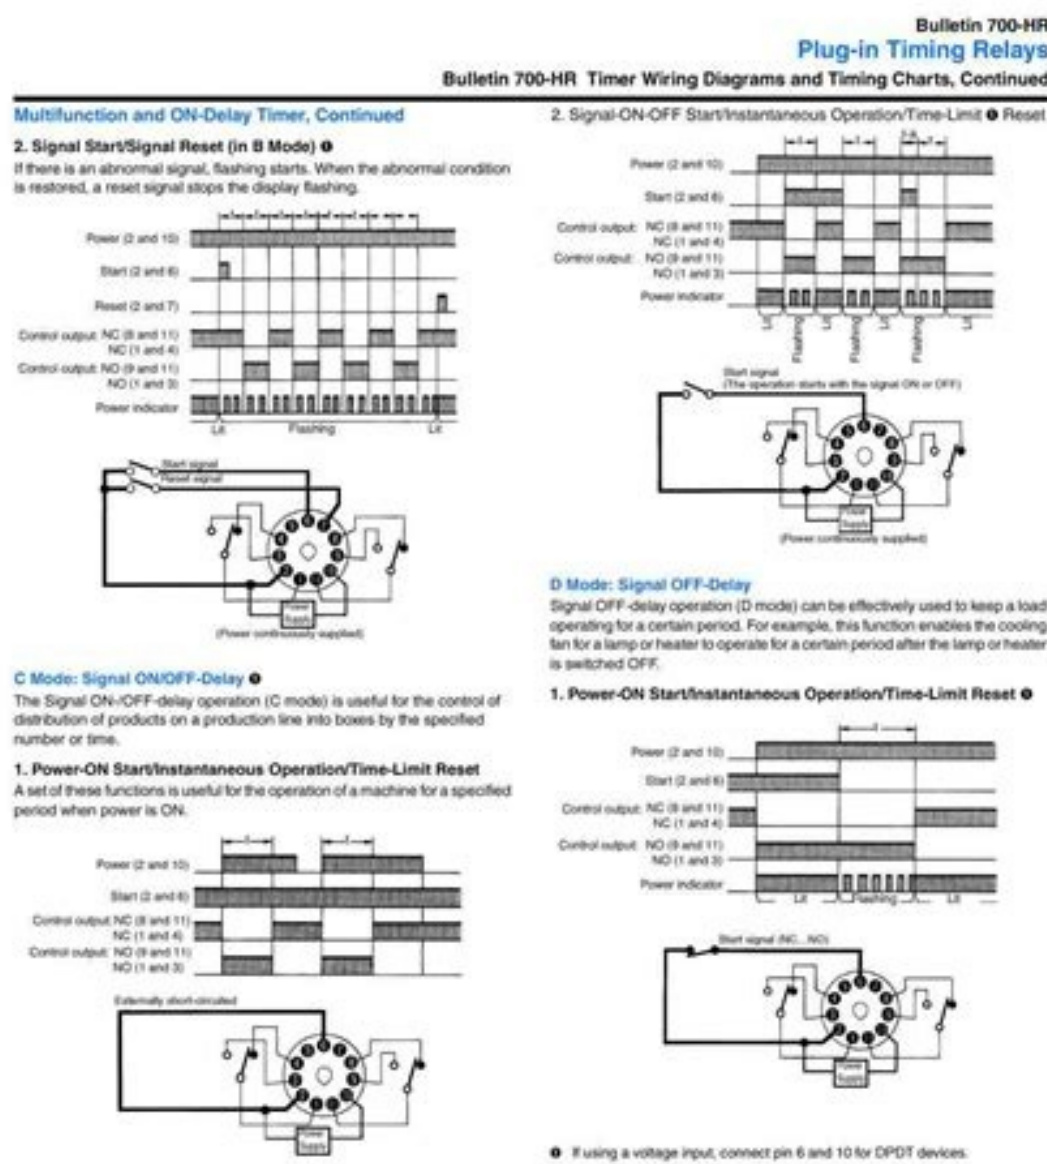 Bulletin 700-HR
Plug-in Timing Relays
Bulletin 700-HR Timer Wiring Diagrams and Timing Charts, Continued
Multifunction and ON-Delay Timer, Continued
2. Signal Start/Signal Reset (in B Mode) ❶
If there is an abnormal signal, flashing starts. When the abnormal condition
is restored, a reset signal stops the display flashing.
t t t t t t
Power (2 and 10)
Start (2 and 6)
Reset (2 and 7)
Control output: NC (8 and 11)
NC (1 and 4)
Control output: NO (9 and 11)
NO (1 and 3)
Power indicator
Lit Flashing Lit
Start signal
Reset signal
Power
Supply
(Power continuously supplied)
C Mode: Signal ON/OFF-Delay ❶
The Signal ON-/OFF-delay operation (C mode) is useful for the control of
distribution of products on a production line into boxes by the specified
number or time.
1. Power-ON Start/Instantaneous Operation/Time-Limit Reset
A set of these functions is useful for the operation of a machine for a specified
period when power is ON.
t t
Power (2 and 10)
Start (2 and 6)
Control output: NC (8 and 11)
NC (1 and 4)
Control output: NO (9 and 11)
NO (1 and 3)
Externally short-circuited
Power
Supply
2. Signal-ON-OFF Start/Instantaneous Operation/Time-Limit ❶ Reset
t t t-a t
Power (2 and 10)
Start (2 and 6)
Control output: NC (8 and 11)
NC (1 and 4)
Control output: NO (9 and 11)
NO (1 and 3)
Power indicator
Lit Flashing Lit Flashing Lit Flashing Lit
Start signal
(The operation starts with the signal ON or OFF)
Power
Supply
(Power continuously supplied)
D Mode: Signal OFF-Delay
Signal OFF-delay operation (D mode) can be effectively used to keep a load
operating for a certain period. For example, this function enables the cooling
fan for a lamp or heater to operate for a certain period after the lamp or heater
is switched OFF.
1. Power-ON Start/Instantaneous Operation/Time-Limit Reset ❶
t
Power (2 and 10)
Start (2 and 6)
Control output: NC (8 and 11)
NC (1 and 4)
Control output: NO (9 and 11)
NO (1 and 3)
Power indicator
Lit Flashing Lit
Start signal (NC...NO)
Power
Supply
❶ If using a voltage input, connect pin 6 and 10 for DPDT devices.